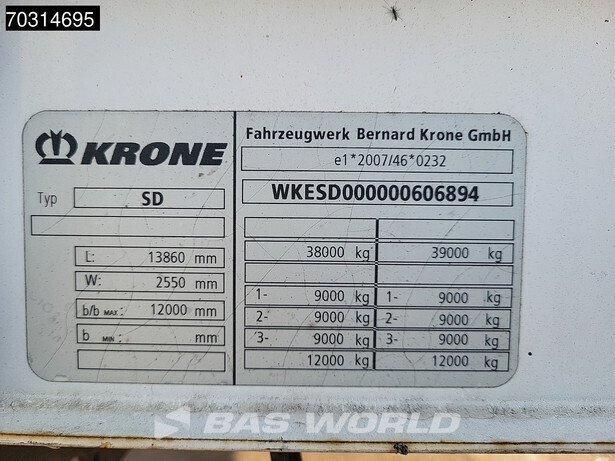 70314695
KRONE
Typ SD
L: 13860 mm
W: 2550 mm
b/b MAX.: 12000 mm
b MIN.: mm
Fahrzeugwerk Bernard Krone GmbH
e1*2007/46*0232
WKESD000000606894
38000 kg 39000 kg
1- 9000 kg 1- 9000 kg
2- 9000 kg 2- 9000 kg
3- 9000 kg 3- 9000 kg
12000 kg 12000 kg
BAS WORLD